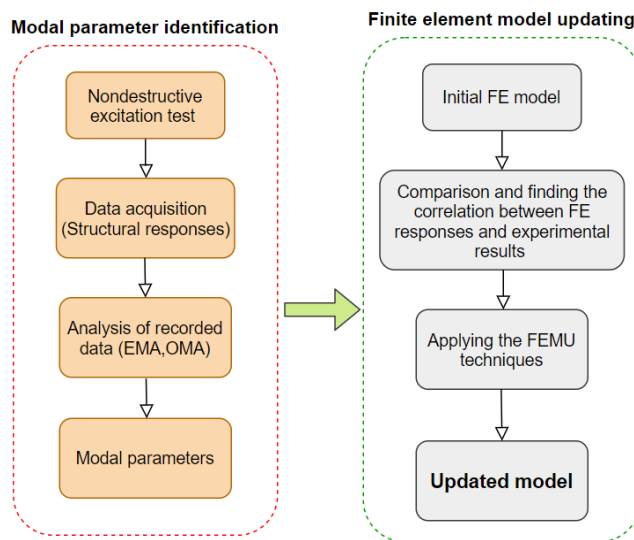 Modal parameter identification
Nondestructive
excitation test
Data acquisition
(Structural responses)
Analysis of recorded
data (EMA,OMA)
Modal parameters
Finite element model updating
Initial FE model
Comparison and finding the
correlation between FE
responses and experimental
results
Applying the FEMU
techniques
Updated model